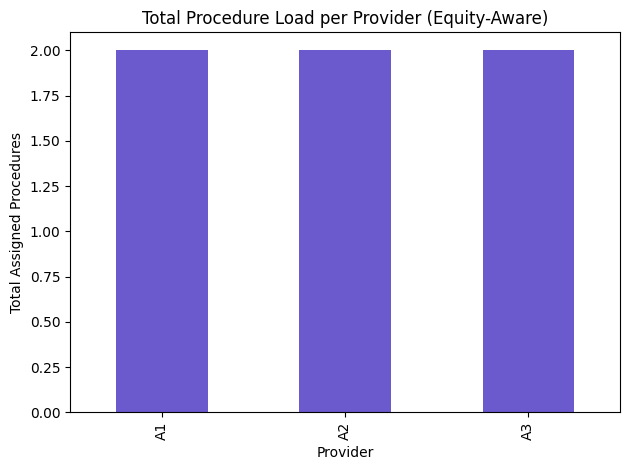 Total Procedure Load per Provider (Equity-Aware)
Total Assigned Procedures
2.00
1.75
1.50
1.25
1.00
0.75
0.50
0.25
0.00
A1
A2
A3
Provider